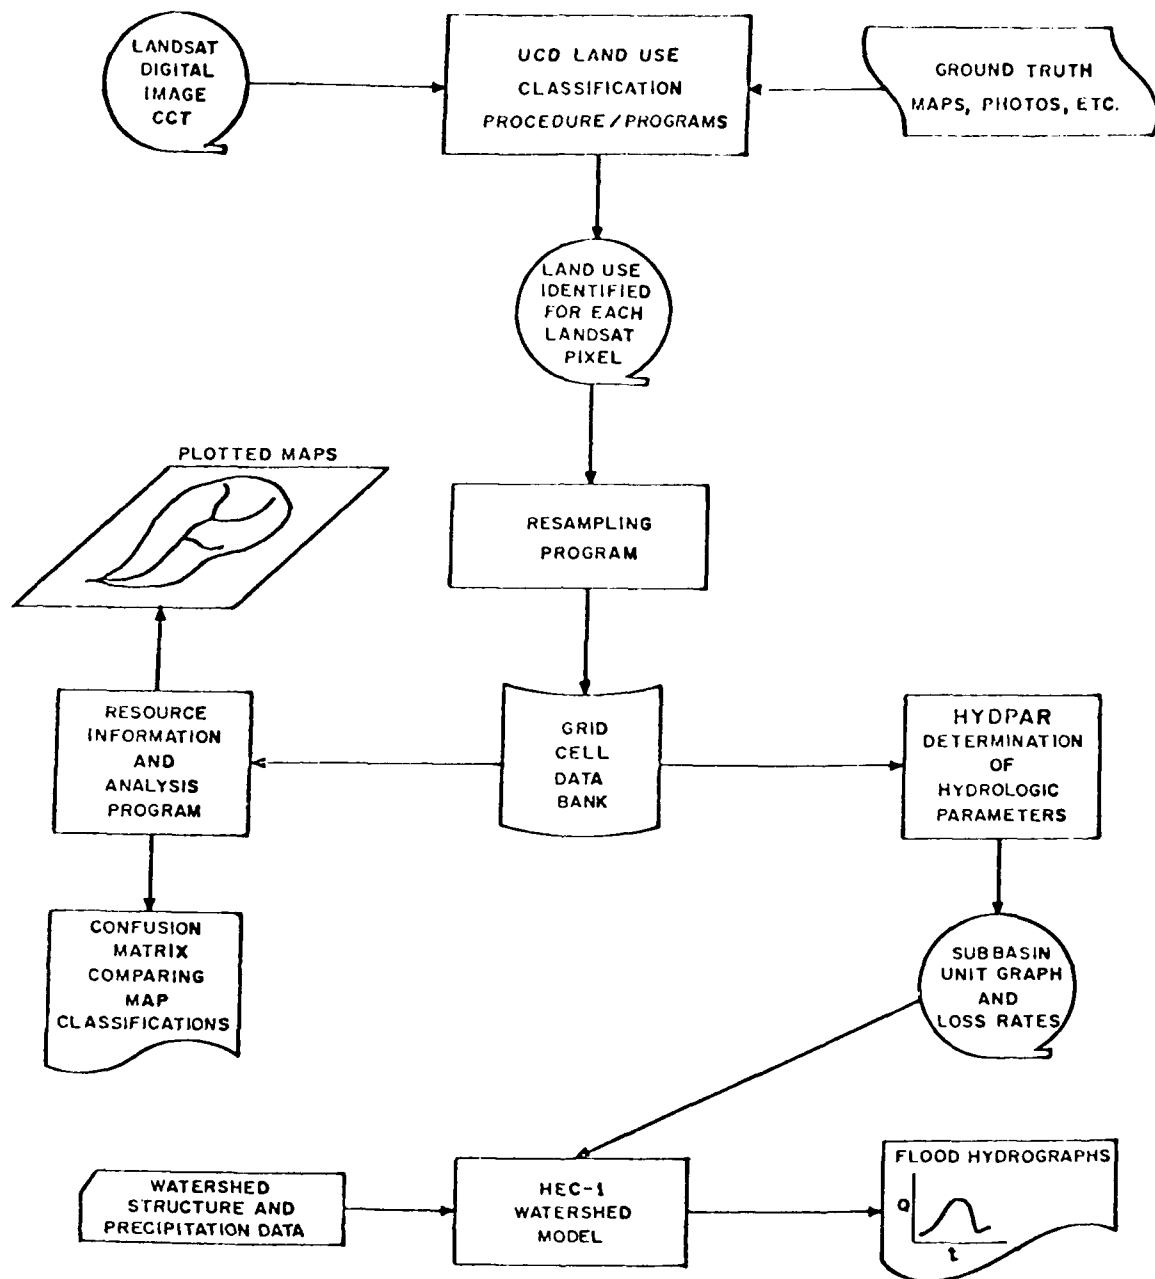 LANDSAT
DIGITAL
IMAGE
CCT
UCD LAND USE
CLASSIFICATION
PROCEDURE/PROGRAMS
GROUND TRUTH
MAPS, PHOTOS, ETC.
LAND USE
IDENTIFIED
FOR EACH
LANDSAT
PIXEL
PLOTTED MAPS
RESAMPLING
PROGRAM
RESOURCE
INFORMATION
AND
ANALYSIS
PROGRAM
GRID
CELL
DATA
BANK
HYDPAR
DETERMINATION
OF
HYDROLOGIC
PARAMETERS
CONFUSION
MATRIX
COMPARING
MAP
CLASSIFICATIONS
SUBBASIN
UNIT GRAPH
AND
LOSS RATES
WATERSHED
STRUCTURE AND
PRECIPITATION DATA
HEC-1
WATERSHED
MODEL
FLOOD HYDROGRAPHS
Q
t